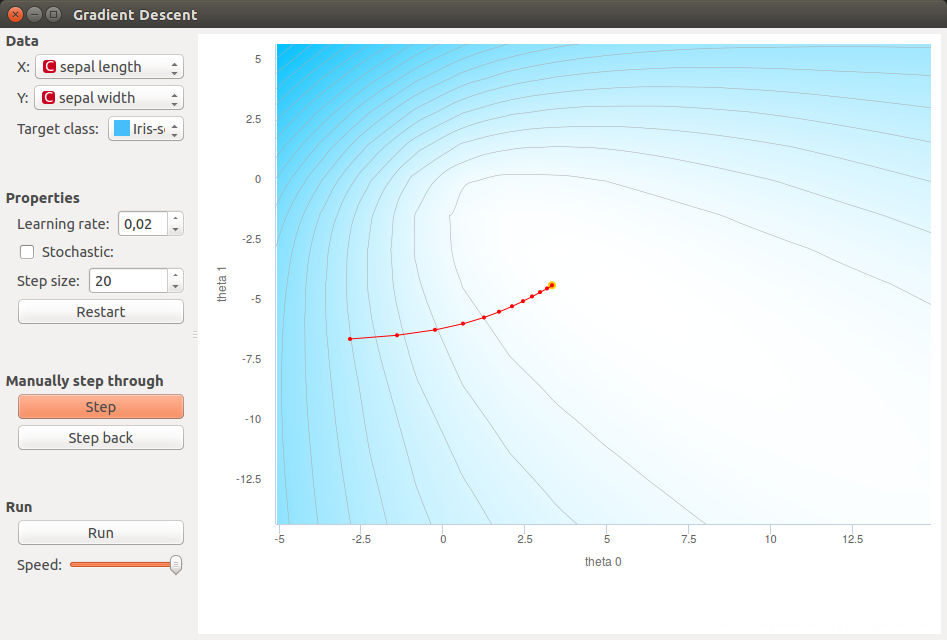 Gradient Descent
Data
X: C sepal length
Y: C sepal width
Target class: Iris-s
Properties
Learning rate: 0,02
Stochastic:
Step size: 20
Restart
Manually step through
Step
Step back
Run
Run
Speed:
theta 1
5
2.5
0
-2.5
-5
-7.5
-10
-12.5
-5 -2.5 0 2.5 5 7.5 10 12.5
theta 0